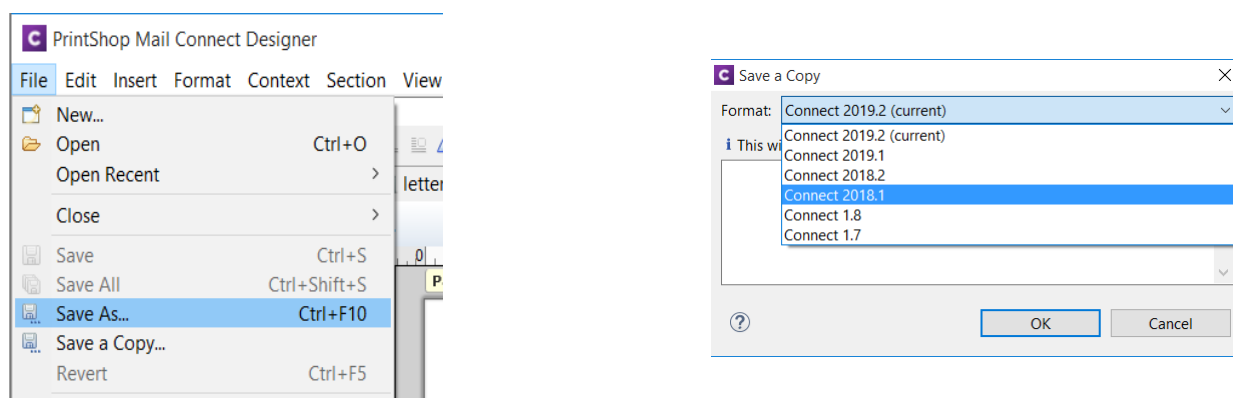 C PrintShop Mail Connect Designer
File Edit Insert Format Context Section View
New...
Open Ctrl+O
Open Recent
letter
Close
Save Ctrl+S
0
Save All Ctrl+Shift+S
P
Save As... Ctrl+F10
Save a Copy...
Revert Ctrl+F5
C Save a Copy
Format: Connect 2019.2 (current)
Connect 2019.2 (current)
i This wi
Connect 2019.1
Connect 2018.2
Connect 2018.1
Connect 1.8
Connect 1.7
? OK Cancel